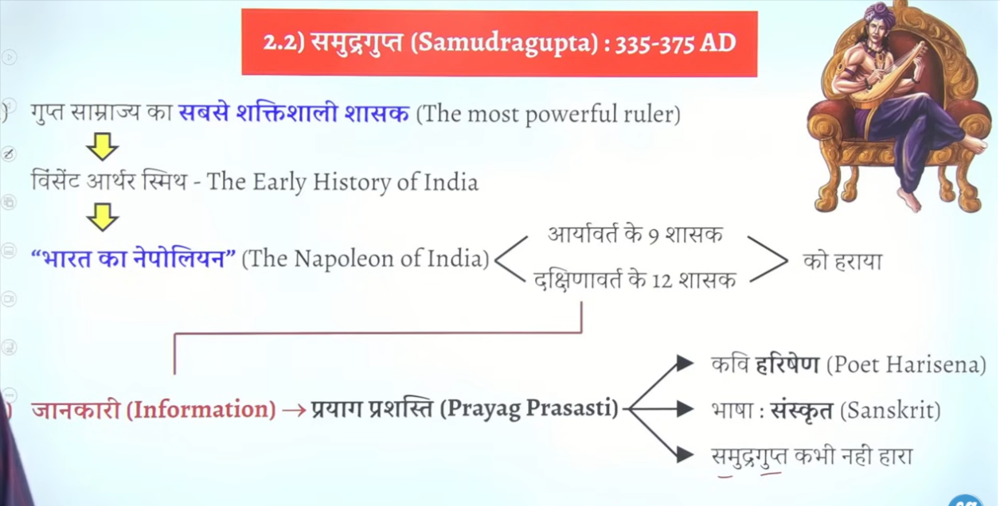 2.2) समुद्रगुप्त (Samudragupta) : 335-375 AD
) गुप्त साम्राज्य का सबसे शक्तिशाली शासक (The most powerful ruler)
विंसेंट आर्थर स्मिथ - The Early History of India
“भारत का नेपोलियन” (The Napoleon of India)
आर्यावर्त के 9 शासक
दक्षिणावर्त के 12 शासक
को हराया
) जानकारी (Information) → प्रयाग प्रशस्ति (Prayag Prasasti)
कवि हरिषेण (Poet Harisena)
भाषा : संस्कृत (Sanskrit)
समुद्रगुप्त कभी नही हारा